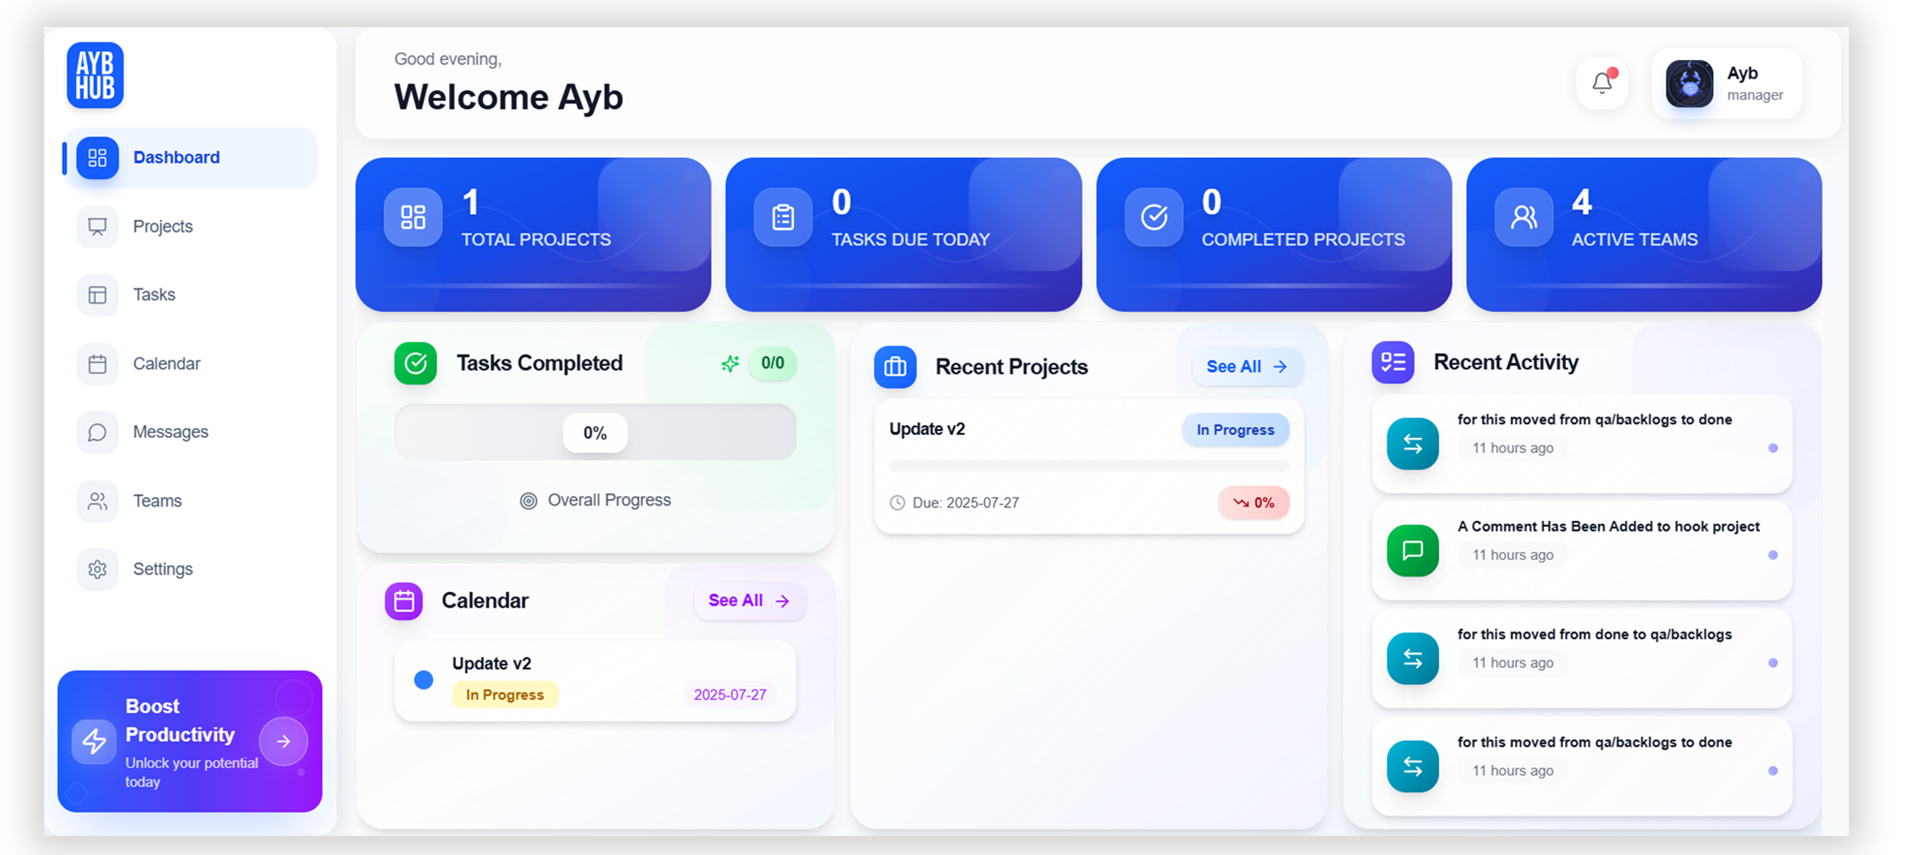 AYB
HUB
Dashboard
Projects
Tasks
Calendar
Messages
Teams
Settings
Boost
Productivity
Unlock your potential
today
Good evening,
Welcome Ayb
Ayb
manager
1
TOTAL PROJECTS
0
TASKS DUE TODAY
0
COMPLETED PROJECTS
4
ACTIVE TEAMS
Tasks Completed
0/0
0%
Overall Progress
Calendar
See All
Update v2
In Progress
2025-07-27
Recent Projects
See All
Update v2
In Progress
Due: 2025-07-27
0%
Recent Activity
for this moved from qa/backlogs to done
11 hours ago
A Comment Has Been Added to hook project
11 hours ago
for this moved from done to qa/backlogs
11 hours ago
for this moved from qa/backlogs to done
11 hours ago